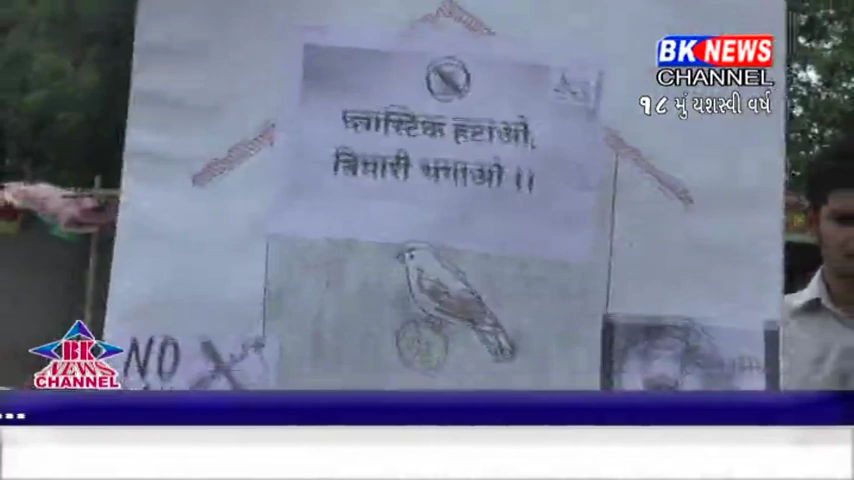 BK NEWS
CHANNEL
૧૮ મું યશસ્વી વર્ષ
प्लास्टिक हटाओ,
बिमारी भगाओ ।।
NO
BK
NEWS
CHANNEL
...